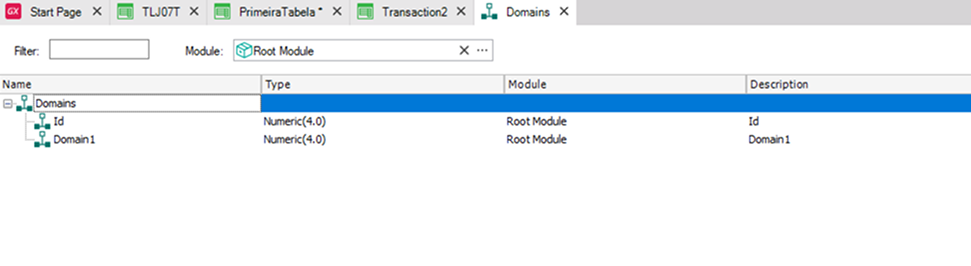 GX Start Page TLJ07T PrimeiraTabela * Transaction2 Domains
Filter: Module: Root Module ...
Name Type Module Description
Domains
Id Numeric(4.0) Root Module Id
Domain1 Numeric(4.0) Root Module Domain1